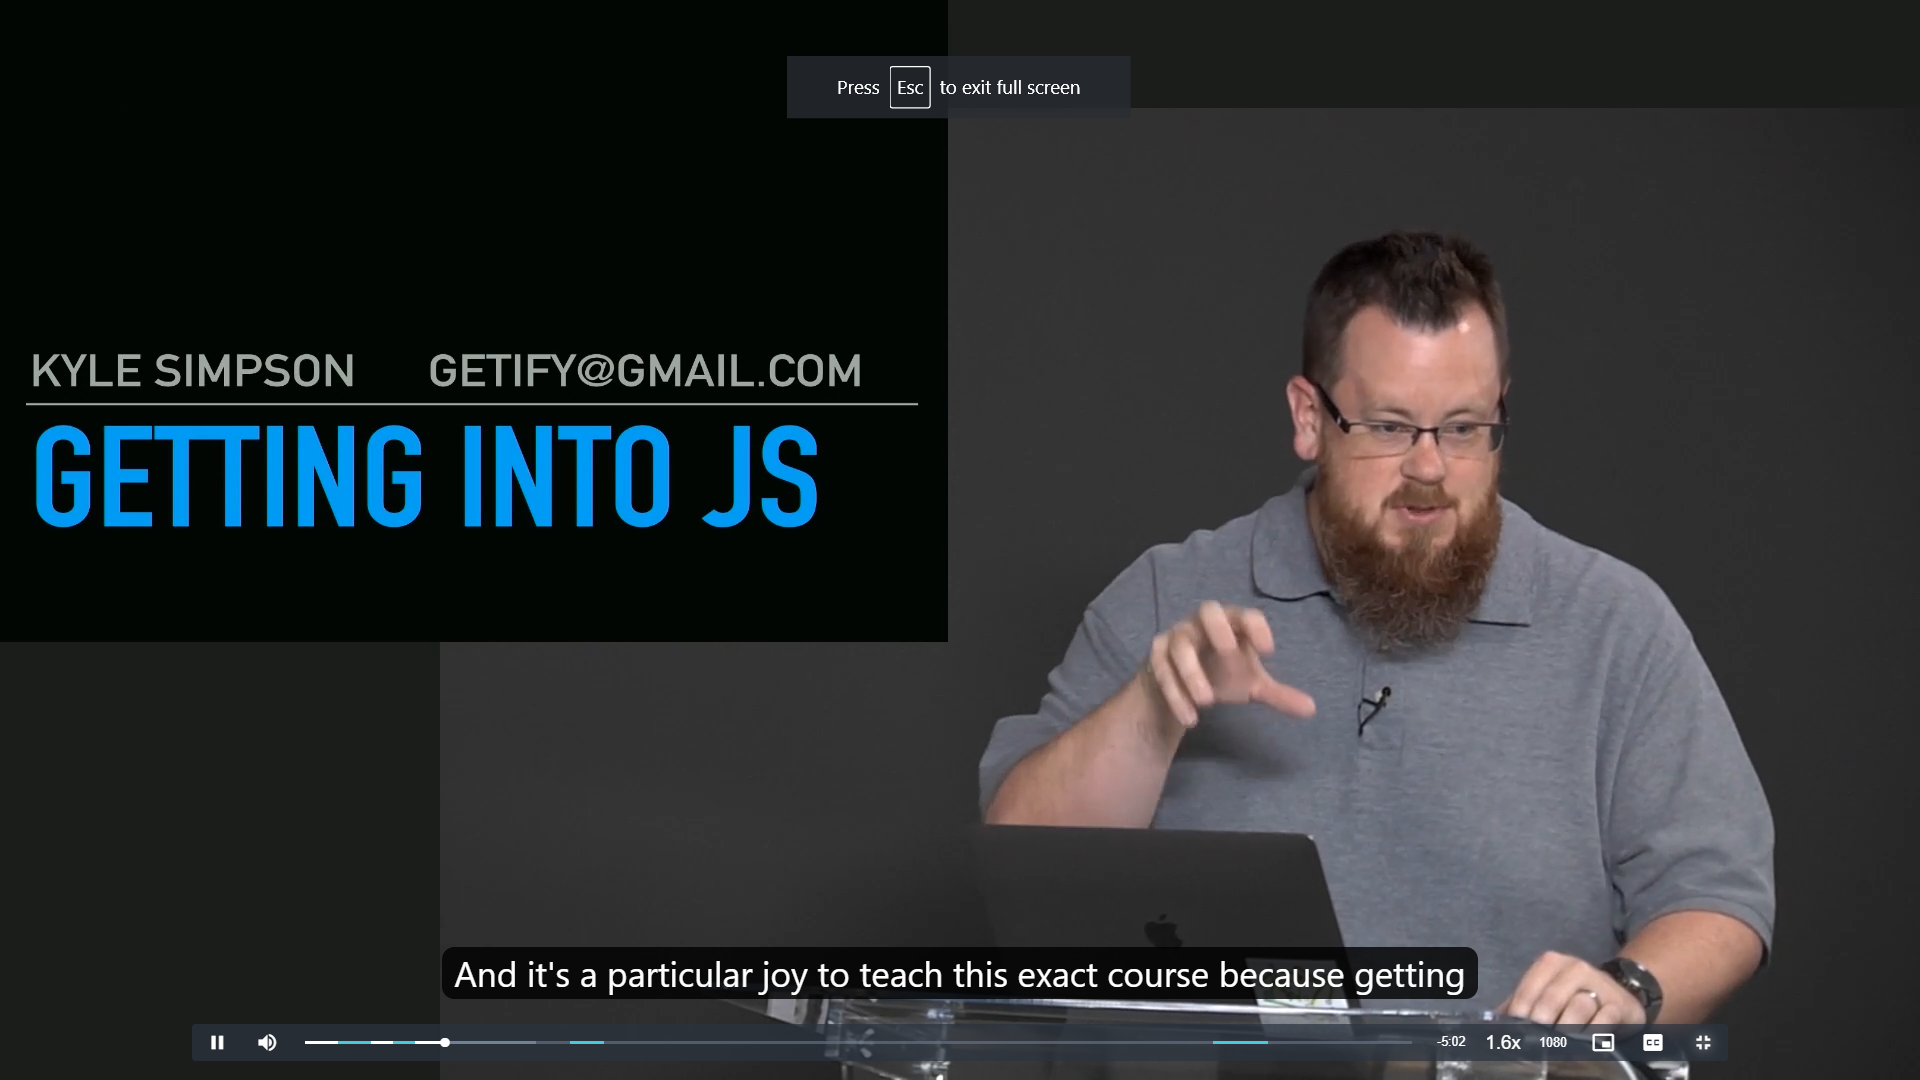 Press Esc to exit full screen
KYLE SIMPSON GETIFY@GMAIL.COM
GETTING INTO JS
And it's a particular joy to teach this exact course because getting
-5:02 1.6x 1080 CC